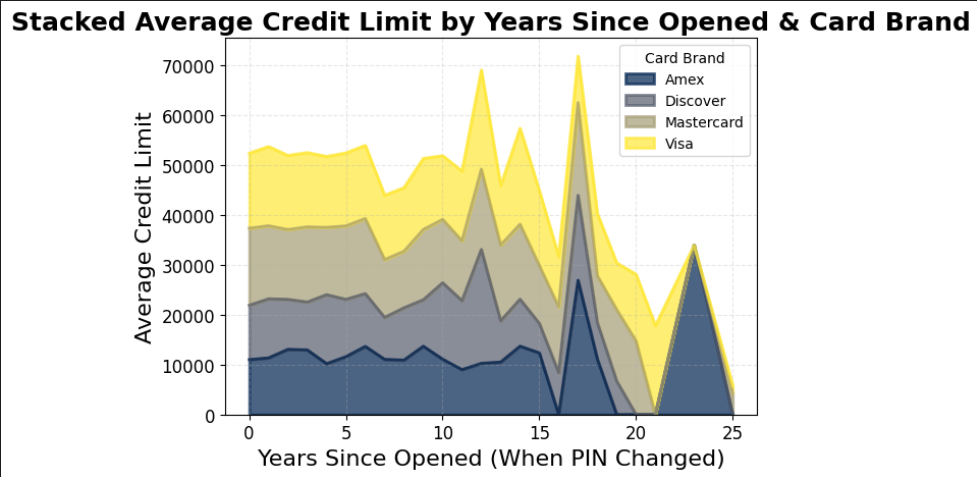 Stacked Average Credit Limit by Years Since Opened & Card Brand
Average Credit Limit
70000
60000
50000
40000
30000
20000
10000
0
Card Brand
Amex
Discover
Mastercard
Visa
0 5 10 15 20 25
Years Since Opened (When PIN Changed)